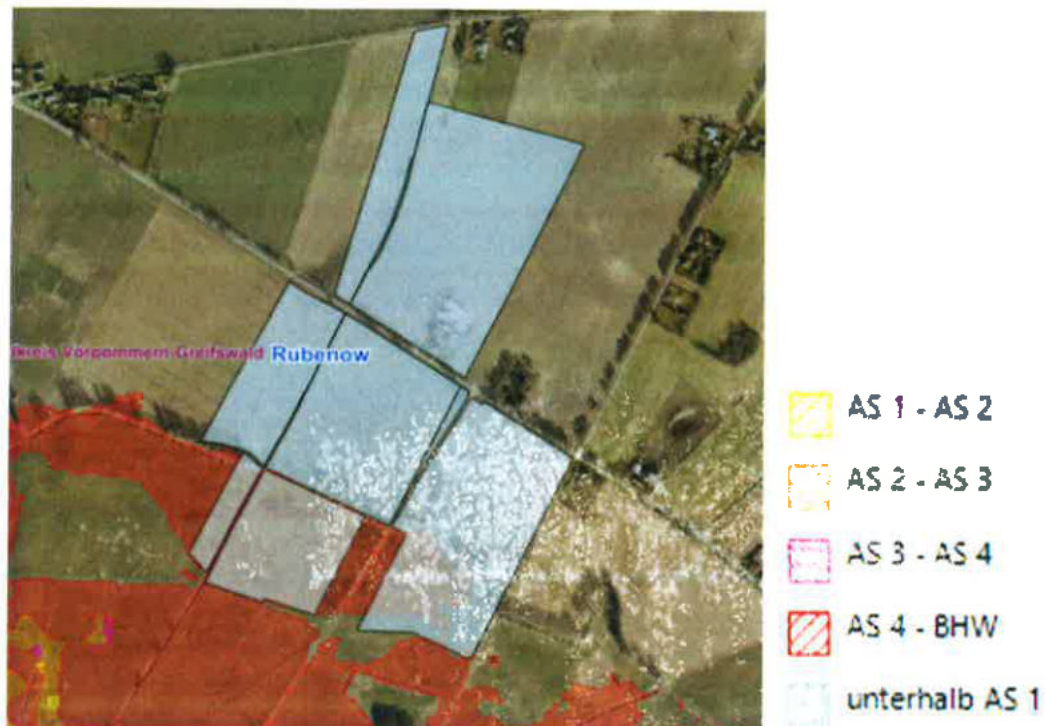 kreis Vorpommern-Greifswald Rubenow
AS 1 - AS 2
AS 2 - AS 3
AS 3 - AS 4
AS 4 - BHW
unterhalb AS 1